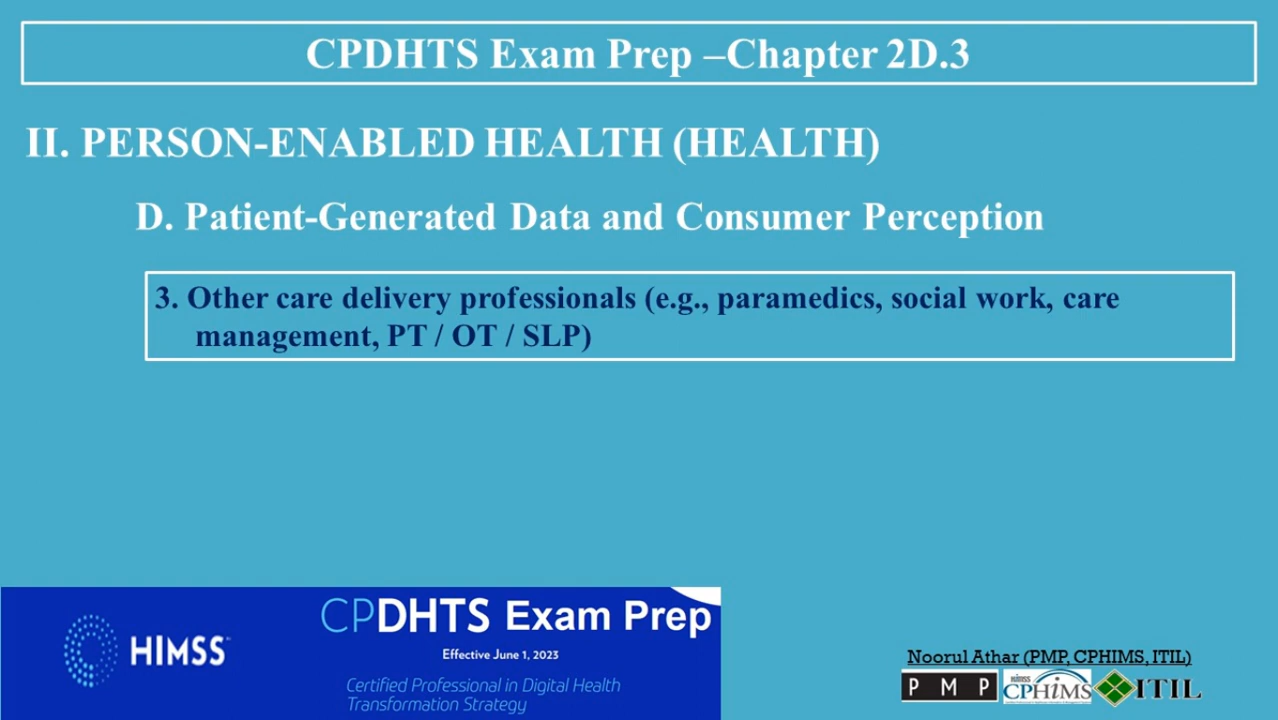 CPDHTS Exam Prep –Chapter 2D.3
II. PERSON-ENABLED HEALTH (HEALTH)
D. Patient-Generated Data and Consumer Perception
3. Other care delivery professionals (e.g., paramedics, social work, care
management, PT / OT / SLP)
HIMSS
CPDHTS Exam Prep
Effective June 1, 2023
Certified Professional in Digital Health
Transformation Strategy
Noorul Athar (PMP, CPHIMS, ITIL)
PMP
HIMSS
CPHIMS
ITIL